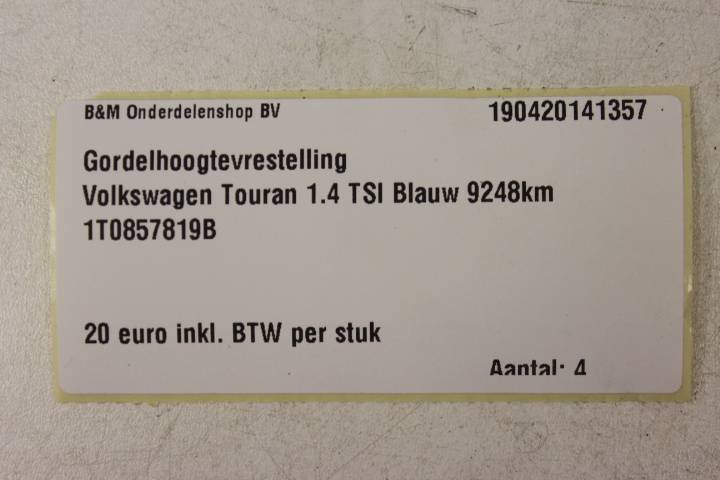 B&M Onderdelenshop BV 190420141357
Gordelhoogtevrestelling
Volkswagen Touran 1.4 TSI Blauw 9248km
1T0857819B
20 euro inkl. BTW per stuk
Aantal: 4